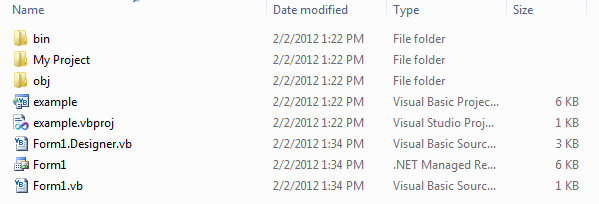 Name Date modified Type Size
bin 2/2/2012 1:22 PM File folder
My Project 2/2/2012 1:22 PM File folder
obj 2/2/2012 1:22 PM File folder
example 2/2/2012 1:22 PM Visual Basic Projec... 6 KB
example.vbproj 2/2/2012 1:22 PM Visual Studio Proj... 1 KB
Form1.Designer.vb 2/2/2012 1:34 PM Visual Basic Sourc... 3 KB
Form1 2/2/2012 1:34 PM .NET Managed Re... 6 KB
Form1.vb 2/2/2012 1:34 PM Visual Basic Sourc... 1 KB